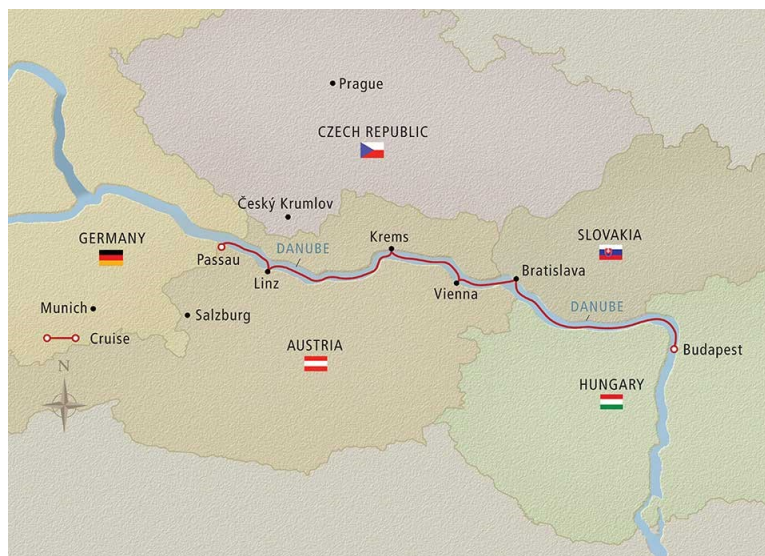 Prague
CZECH REPUBLIC
Český Krumlov
GERMANY
Passau
DANUBE
Linz
Krems
SLOVAKIA
Bratislava
Vienna
DANUBE
Munich
Salzburg
Cruise
AUSTRIA
Budapest
N
HUNGARY